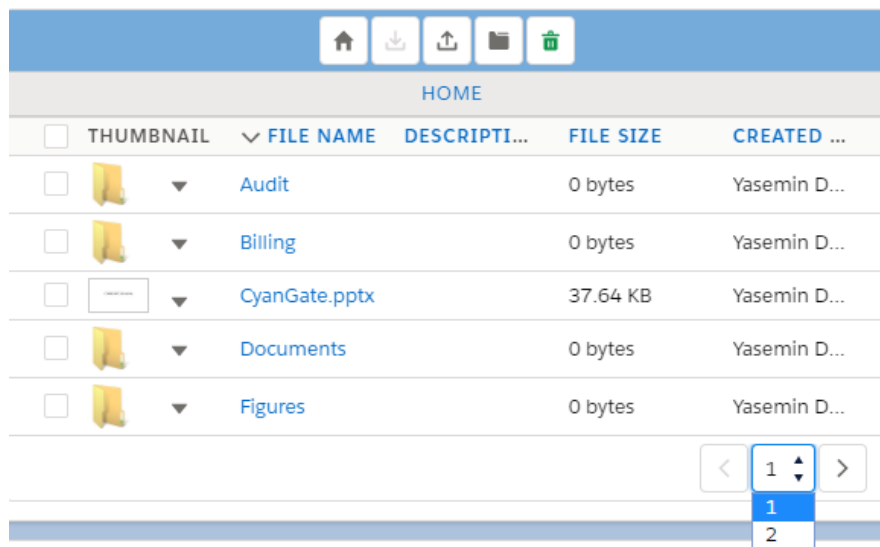 HOME
THUMBNAIL FILE NAME DESCRIPTI... FILE SIZE CREATED ...
Audit 0 bytes Yasemin D...
Billing 0 bytes Yasemin D...
CyanGate.pptx 37.64 KB Yasemin D...
Documents 0 bytes Yasemin D...
Figures 0 bytes Yasemin D...
1
1
2